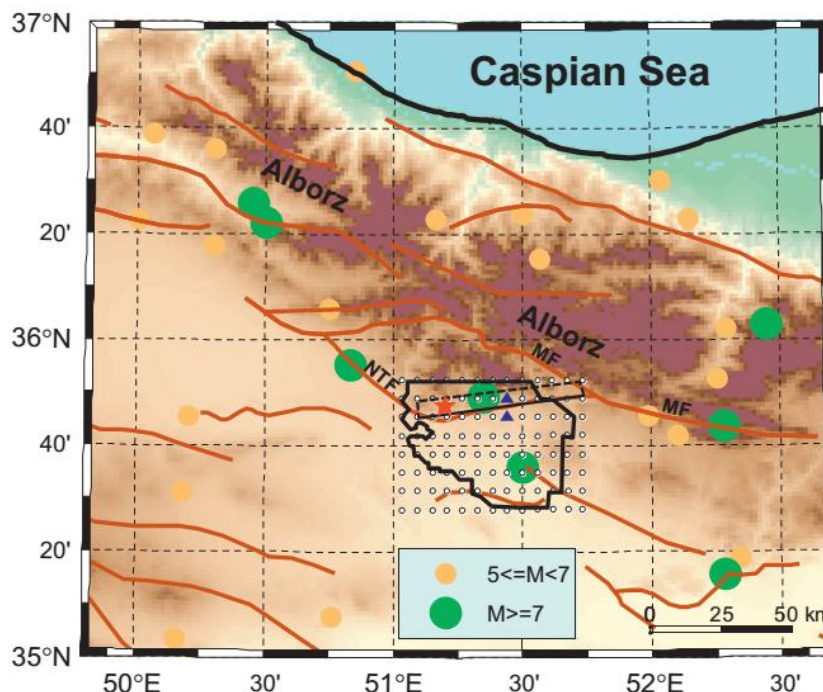 37°N
Caspian Sea
40'
Alborz
20'
36°N
Alborz
MF
NTF
MF
40'
20'
5<=M<7
M>=7
0 25 50 km
35°N
50°E 30' 51°E 30' 52°E 30'